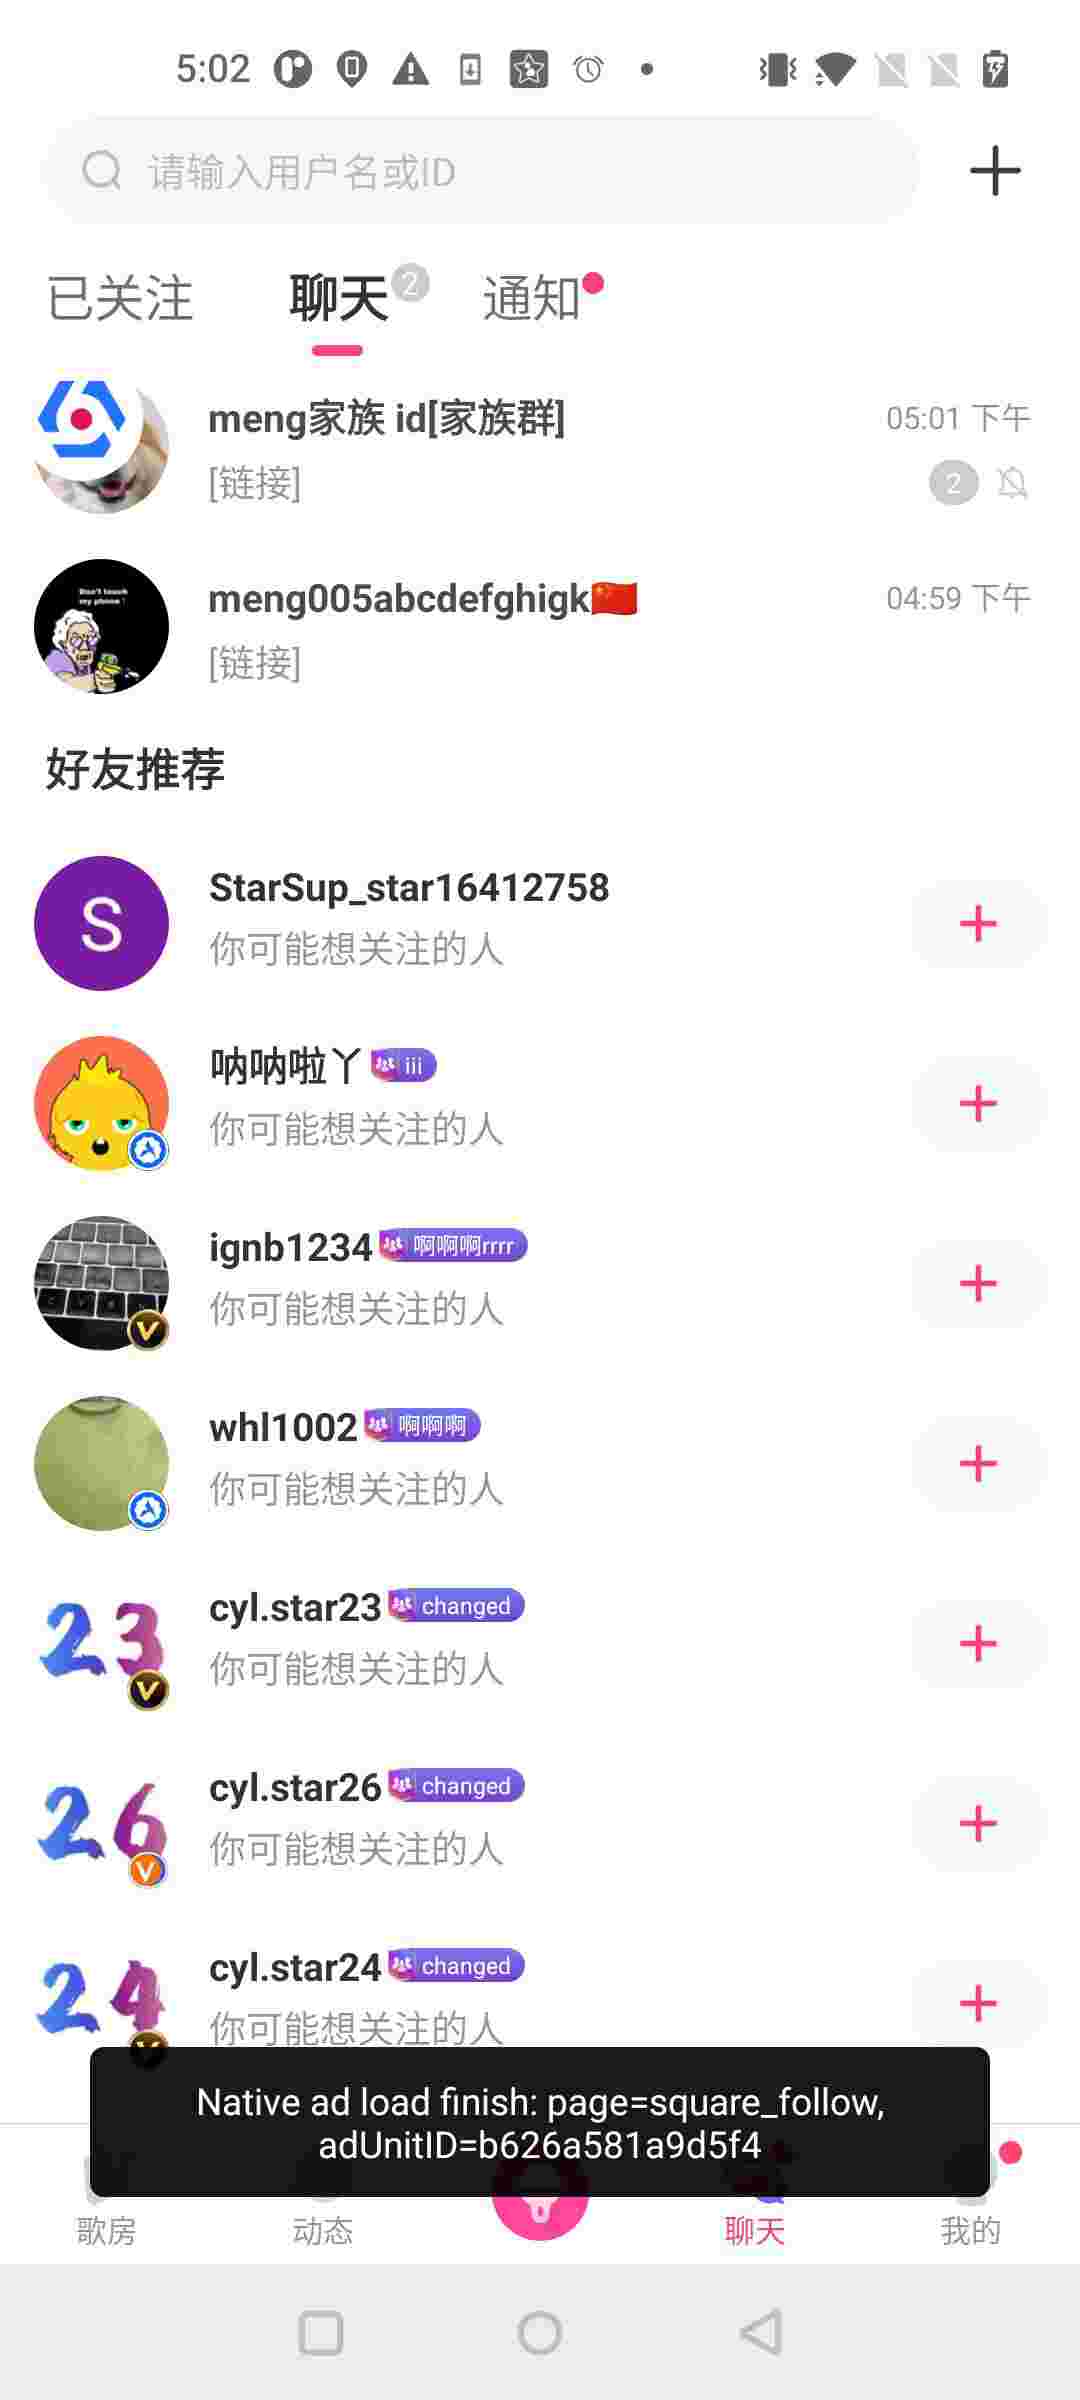 5:02
请输入用户名或ID
已关注
聊天 2
通知
meng家族 id[家族群]
05:01 下午
[链接]
2
Don't touch
my phone!
meng005abcdefghigk🇨🇳
04:59 下午
[链接]
好友推荐
S
StarSup_star16412758
你可能想关注的人
呐呐啦丫 iii
你可能想关注的人
ignb1234 啊啊啊rrrr
你可能想关注的人
whl1002 啊啊啊
你可能想关注的人
23
cyl.star23 changed
你可能想关注的人
26
cyl.star26 changed
你可能想关注的人
24
cyl.star24 changed
你可能想关注的人
Native ad load finish: page=square_follow,
adUnitID=b626a581a9d5f4
歌房
动态
聊天
我的